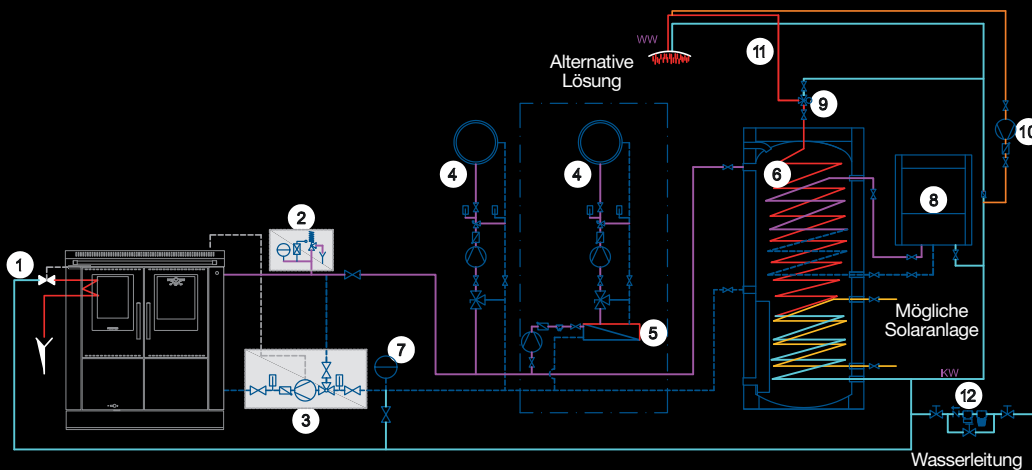 WW
11
Alternative
Lösung
9
10
4
4
6
8
2
1
Mögliche
Solaranlage
5
7
KW
12
3
Wasserleitung